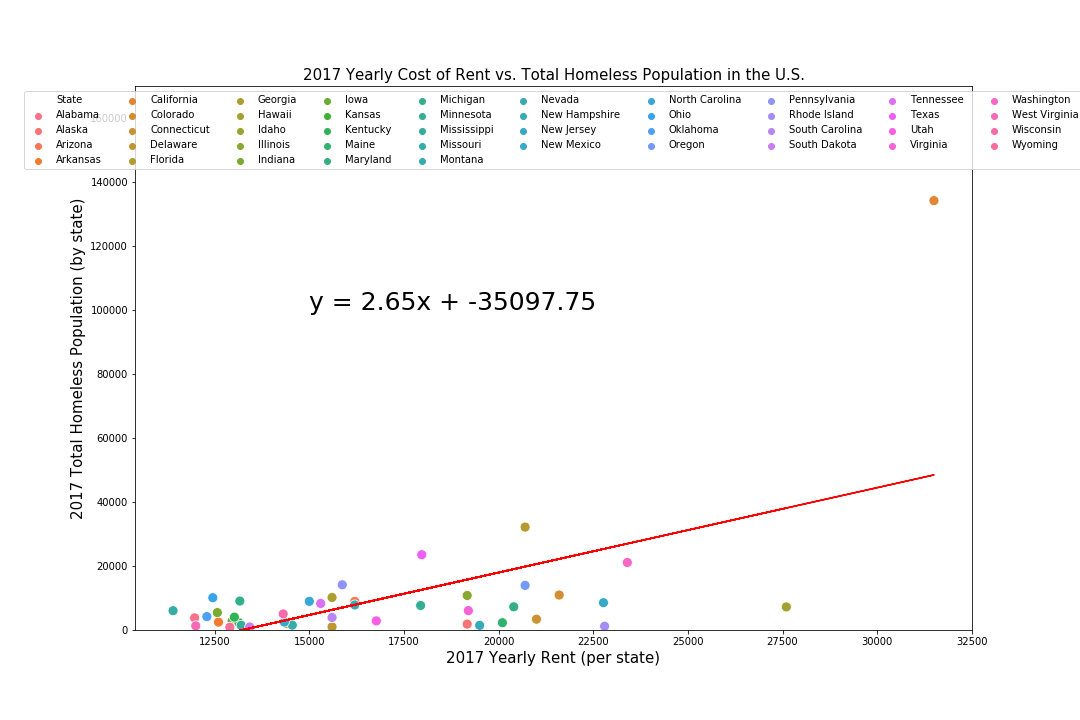 2017 Yearly Cost of Rent vs. Total Homeless Population in the U.S.
State California Georgia Iowa Michigan Nevada North Carolina Pennsylvania Tennessee Washington
Alabama Colorado Hawaii Kansas Minnesota New Hampshire Ohio Rhode Island Texas West Virginia
Alaska Connecticut Idaho Kentucky Mississippi New Jersey Oklahoma South Carolina Utah Wisconsin
Arizona Delaware Illinois Maine Missouri New Mexico Oregon South Dakota Virginia Wyoming
Arkansas Florida Indiana Maryland Montana
160000
140000
120000
100000
80000
60000
40000
20000
0
2017 Total Homeless Population (by state)
y = 2.65x + -35097.75
12500 15000 17500 20000 22500 25000 27500 30000 32500
2017 Yearly Rent (per state)